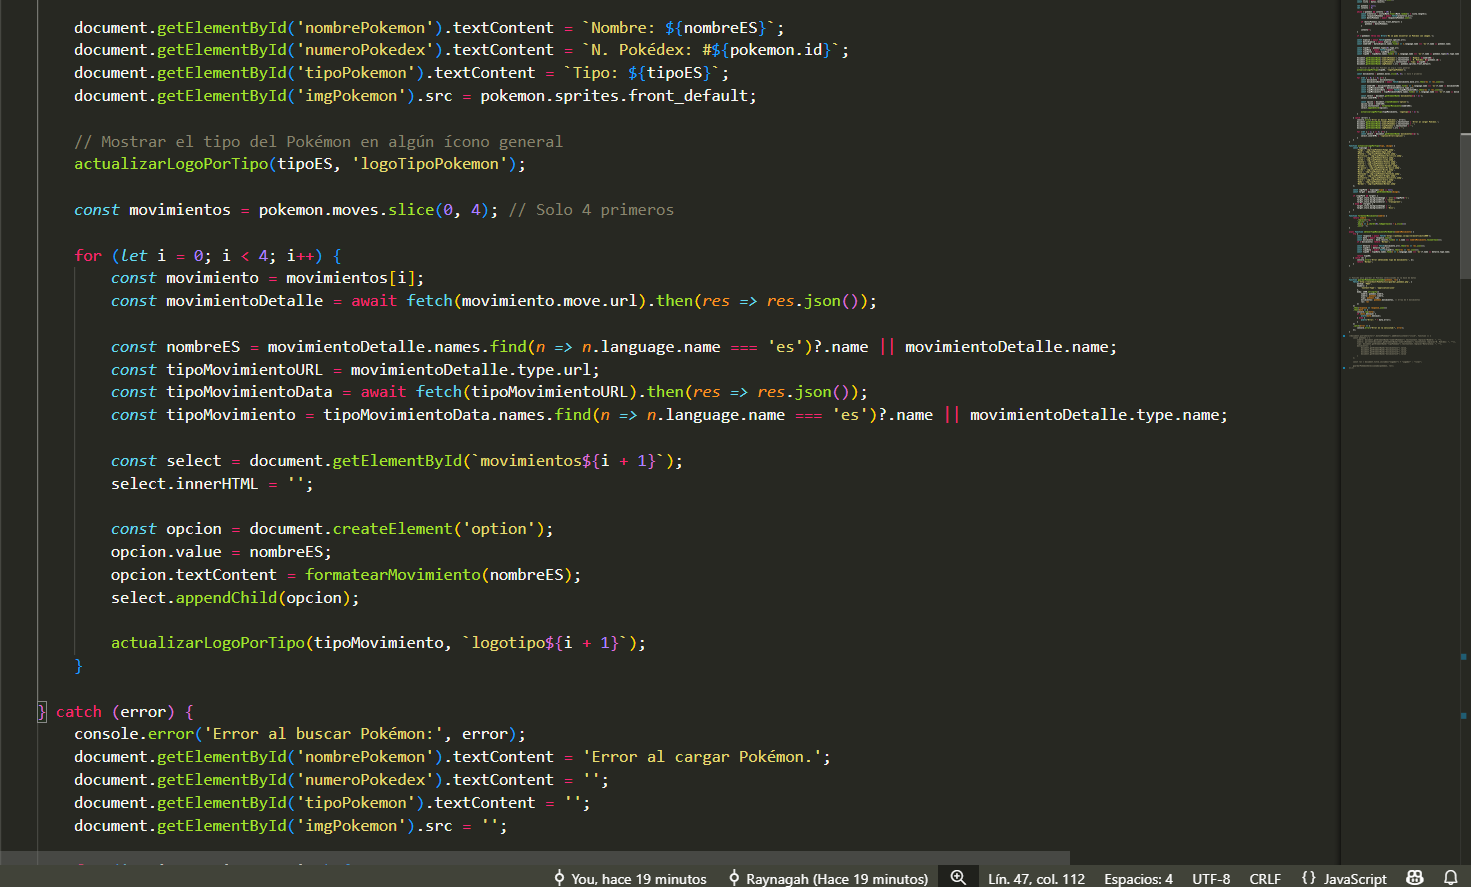 document.getElementById('nombrePokemon').textContent = `Nombre: ${nombreES}`;
document.getElementById('numeroPokedex').textContent = `N. Pokédex: #${pokemon.id}`;
document.getElementById('tipoPokemon').textContent = `Tipo: ${tipoES}`;
document.getElementById('imgPokemon').src = pokemon.sprites.front_default;
// Mostrar el tipo del Pokémon en algún ícono general
actualizarLogoPorTipo(tipoES, 'logoTipoPokemon');
const movimientos = pokemon.moves.slice(0, 4); // Solo 4 primeros
for (let i = 0; i < 4; i++) {
const movimiento = movimientos[i];
const movimientoDetalle = await fetch(movimiento.move.url).then(res => res.json());
const nombreES = movimientoDetalle.names.find(n => n.language.name === 'es')?.name || movimientoDetalle.name;
const tipoMovimientoURL = movimientoDetalle.type.url;
const tipoMovimientoData = await fetch(tipoMovimientoURL).then(res => res.json());
const tipoMovimiento = tipoMovimientoData.names.find(n => n.language.name === 'es')?.name || movimientoDetalle.type.name;
const select = document.getElementById(`movimientos${i + 1}`);
select.innerHTML = '';
const opcion = document.createElement('option');
opcion.value = nombreES;
opcion.textContent = formatearMovimiento(nombreES);
select.appendChild(opcion);
actualizarLogoPorTipo(tipoMovimiento, `logotipo${i + 1}`);
}
} catch (error) {
console.error('Error al buscar Pokémon:', error);
document.getElementById('nombrePokemon').textContent = 'Error al cargar Pokémon.';
document.getElementById('numeroPokedex').textContent = '';
document.getElementById('tipoPokemon').textContent = '';
document.getElementById('imgPokemon').src = '';
You, hace 19 minutos Raynagah (Hace 19 minutos) Lín. 47, col. 112 Espacios: 4 UTF-8 CRLF {} JavaScript